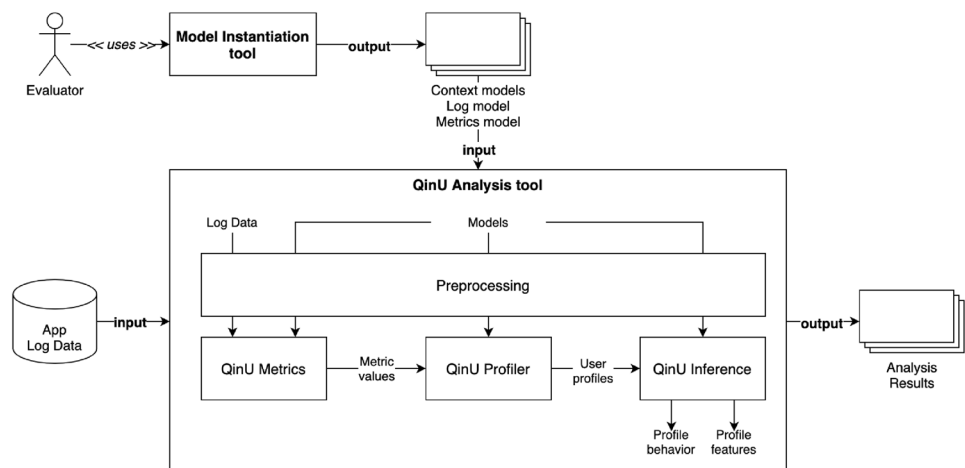 << uses >>
Model Instantiation
tool
output
Evaluator
Context models
Log model
Metrics model
input
QinU Analysis tool
Log Data
Models
Preprocessing
App
Log Data
input
output
QinU Metrics
Metric
values
QinU Profiler
User
profiles
QinU Inference
Analysis
Results
Profile
behavior
Profile
features